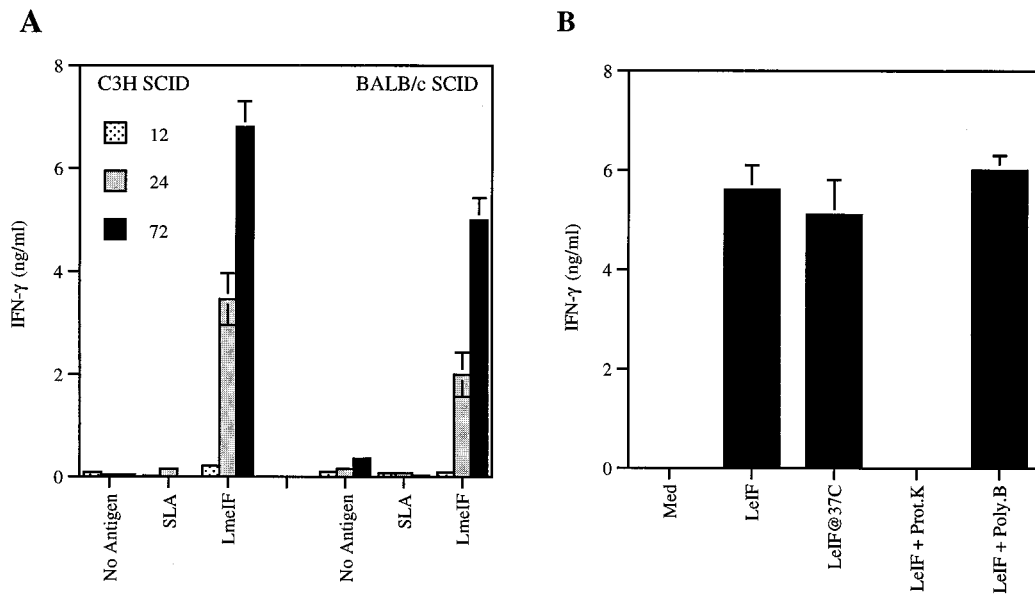 A
8
6
4
2
0
IFN-γ (ng/ml)
C3H SCID
BALB/c SCID
12
24
72
No Antigen
SLA
LmeIF
No Antigen
SLA
LmeIF
B
8
6
4
2
0
IFN-γ (ng/ml)
Med
LeIF
LeIF@37C
LeIF + Prot.K
LeIF + Poly.B